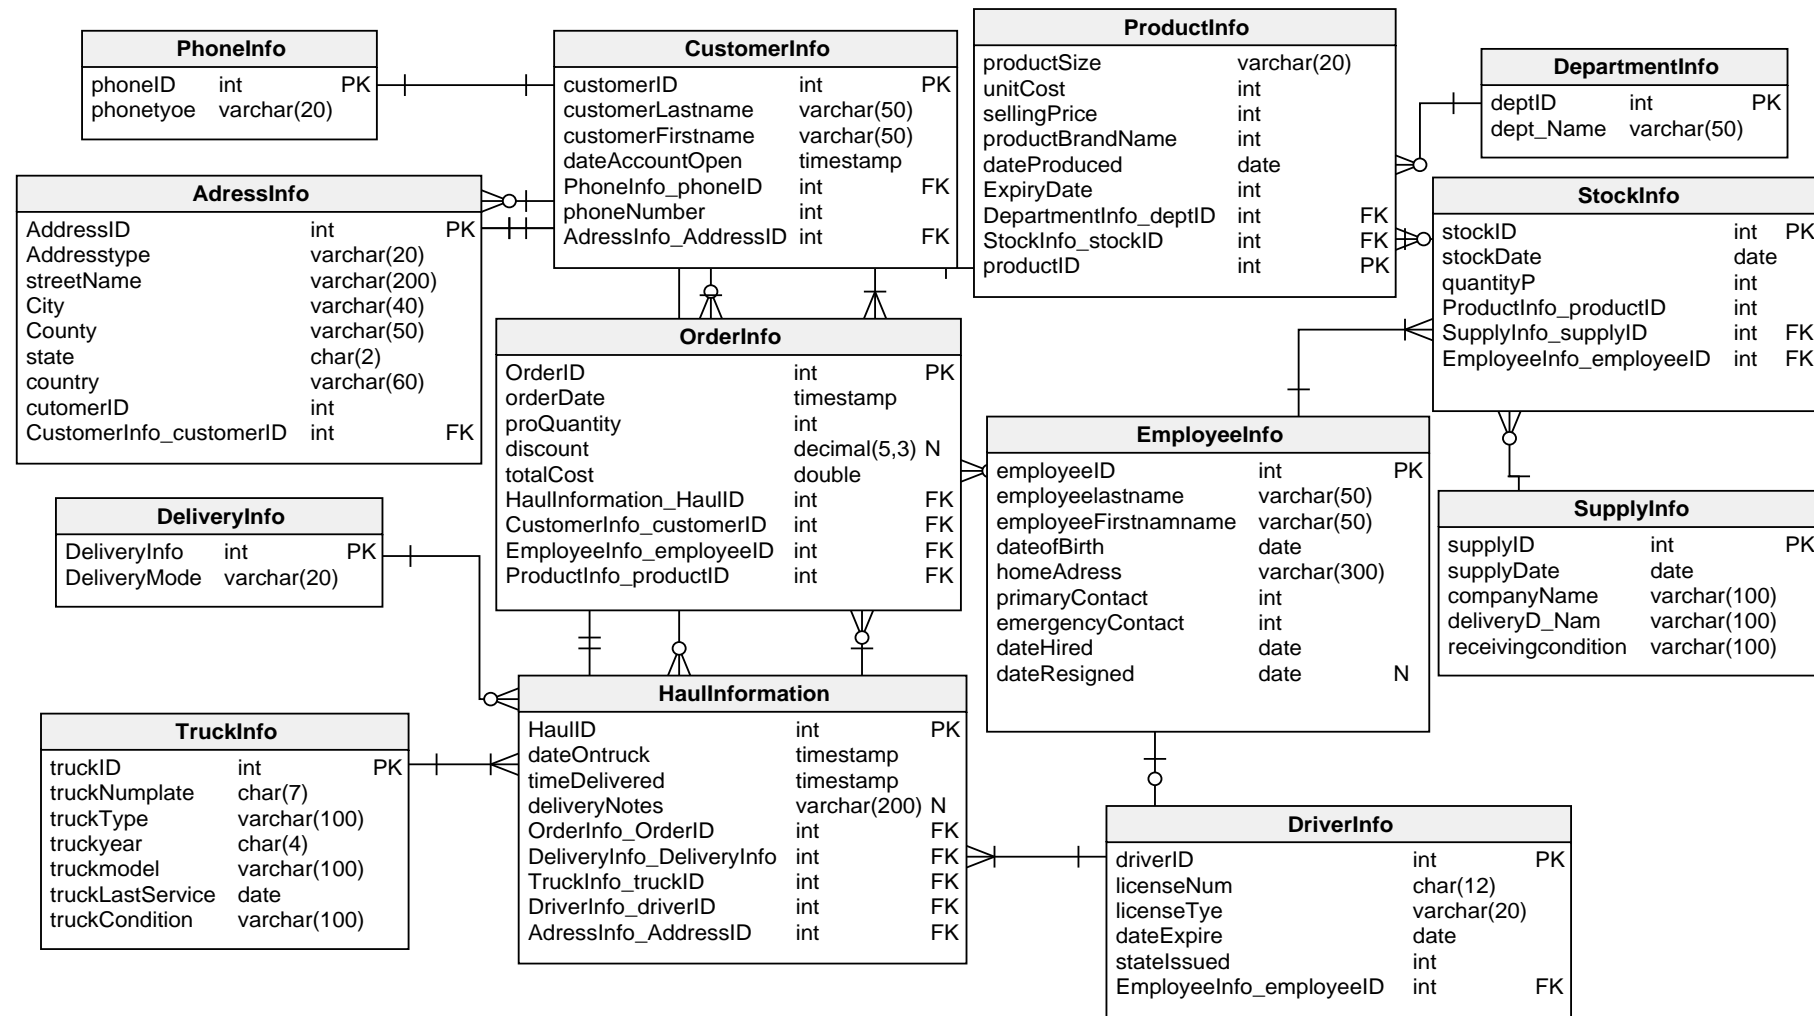 PhoneInfo
phoneID int PK
phonetyoe varchar(20)
CustomerInfo
customerID int PK
customerLastname varchar(50)
customerFirstname varchar(50)
dateAccountOpen timestamp
PhoneInfo_phoneID int FK
phoneNumber int
AdressInfo_AddressID int FK
ProductInfo
productSize varchar(20)
unitCost int
sellingPrice int
productBrandName int
dateProduced date
ExpiryDate int
DepartmentInfo_deptID int FK
StockInfo_stockID int FK
productID int PK
DepartmentInfo
deptID int PK
dept_Name varchar(50)
AdressInfo
AddressID int PK
Addresstype varchar(20)
streetName varchar(200)
City varchar(40)
County varchar(50)
state char(2)
country varchar(60)
cutomerID int
CustomerInfo_customerID int FK
StockInfo
stockID int PK
stockDate date
quantityP int
ProductInfo_productID int
SupplyInfo_supplyID int FK
EmployeeInfo_employeeID int FK
OrderInfo
OrderID int PK
orderDate timestamp
proQuantity int
discount decimal(5,3) N
totalCost double
HaulInformation_HaulID int FK
CustomerInfo_customerID int FK
EmployeeInfo_employeeID int FK
ProductInfo_productID int FK
EmployeeInfo
employeeID int PK
employeelastname varchar(50)
employeeFirstnamname varchar(50)
dateofBirth date
homeAdress varchar(300)
primaryContact int
emergencyContact int
dateHired date
dateResigned date N
SupplyInfo
supplyID int PK
supplyDate date
companyName varchar(100)
deliveryD_Nam varchar(100)
receivingcondition varchar(100)
DeliveryInfo
DeliveryInfo int PK
DeliveryMode varchar(20)
TruckInfo
truckID int PK
truckNumplate char(7)
truckType varchar(100)
truckyear char(4)
truckmodel varchar(100)
truckLastService date
truckCondition varchar(100)
HaulInformation
HaulID int PK
dateOntruck timestamp
timeDelivered timestamp
deliveryNotes varchar(200) N
OrderInfo_OrderID int FK
DeliveryInfo_DeliveryInfo int FK
TruckInfo_truckID int FK
DriverInfo_driverID int FK
AdressInfo_AddressID int FK
DriverInfo
driverID int PK
licenseNum char(12)
licenseTye varchar(20)
dateExpire date
stateIssued int
EmployeeInfo_employeeID int FK